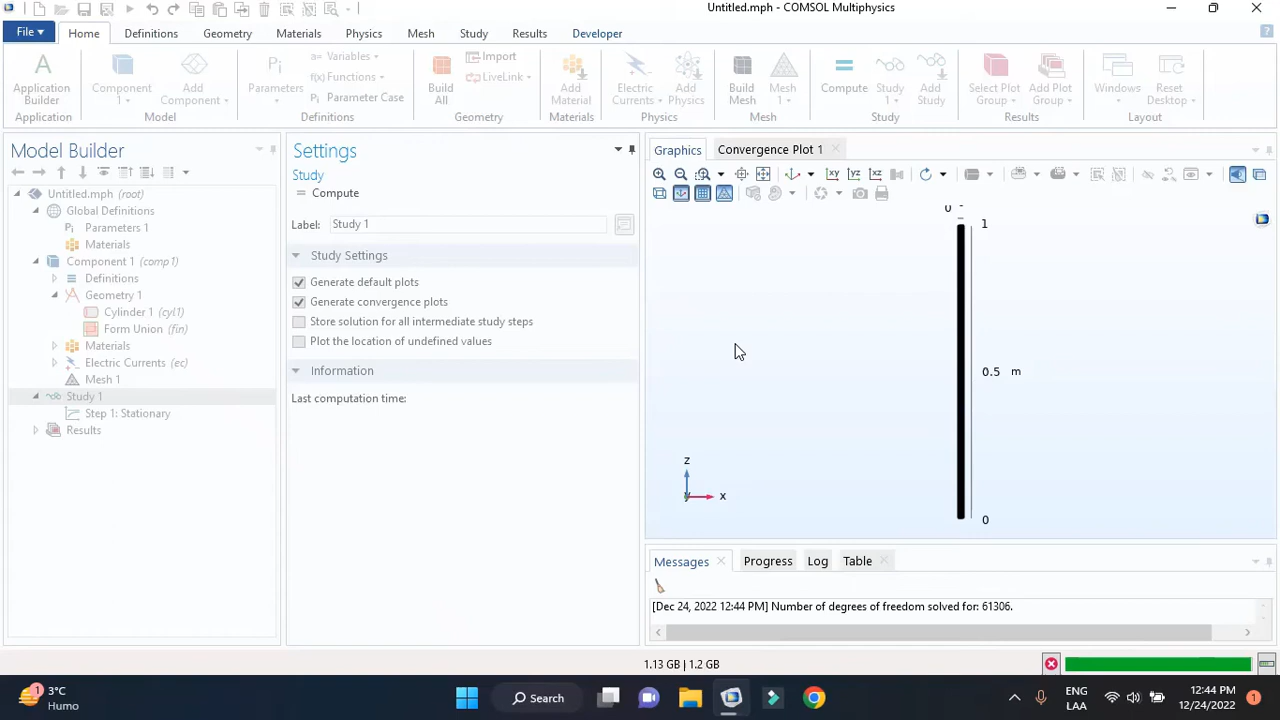 Untitled.mph - COMSOL Multiphysics
File
Home
Definitions
Geometry
Materials
Physics
Mesh
Study
Results
Developer
Application Builder
Component 1
Add Component
Parameters
Variables
Functions
Parameter Case
Build All
Import
LiveLink
Add Material
Electric Currents
Add Physics
Build Mesh
Mesh 1
Compute
Study 1
Add Study
Select Plot Group
Add Plot Group
Windows
Reset Desktop
Application
Model
Definitions
Geometry
Materials
Physics
Mesh
Study
Results
Layout
Model Builder
Untitled.mph (root)
Global Definitions
Parameters 1
Materials
Component 1 (comp1)
Definitions
Geometry 1
Cylinder 1 (cyl1)
Form Union (fin)
Materials
Electric Currents (ec)
Mesh 1
Study 1
Step 1: Stationary
Results
Settings
Study
= Compute
Label: Study 1
Study Settings
Generate default plots
Generate convergence plots
Store solution for all intermediate study steps
Plot the location of undefined values
Information
Last computation time:
Graphics
Convergence Plot 1
0
1
0.5 m
0
z
y
x
Messages
Progress
Log
Table
[Dec 24, 2022 12:44 PM] Number of degrees of freedom solved for: 61306.
1.13 GB | 1.2 GB
1
3°C
Humo
Search
ENG
LAA
12:44 PM
12/24/2022
1